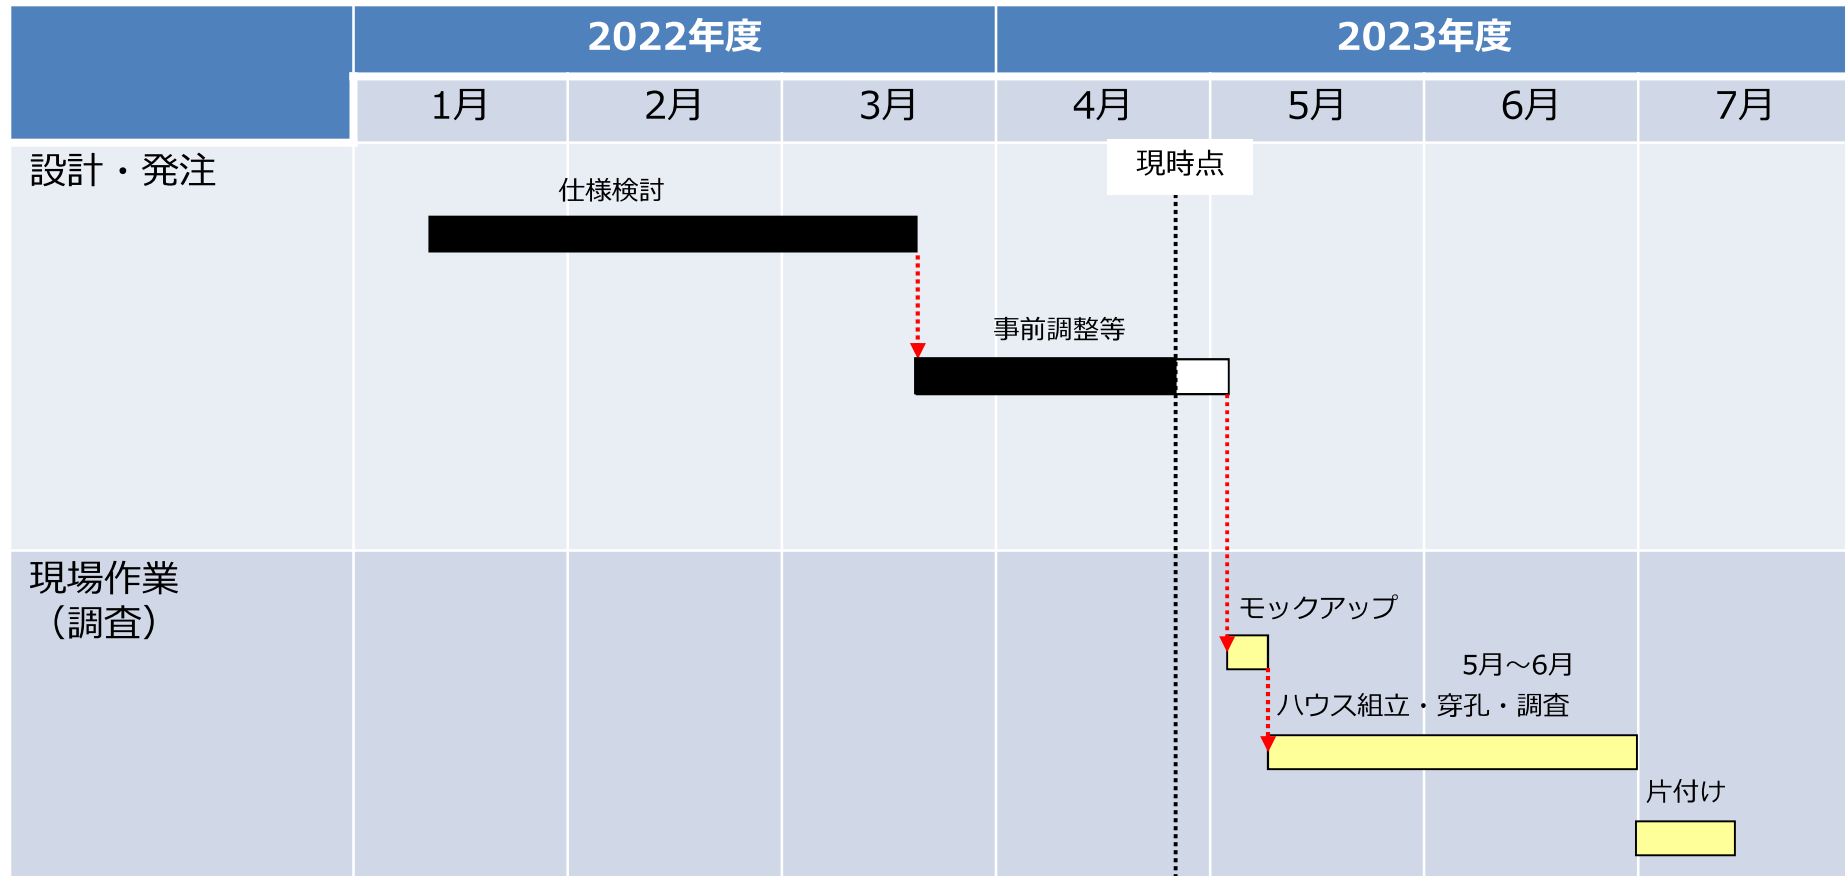 2022年度
2023年度
1月
2月
3月
4月
5月
6月
7月
設計・発注
現時点
仕様検討
事前調整等
現場作業
（調査）
モックアップ
5月～6月
ハウス組立・穿孔・調査
片付け